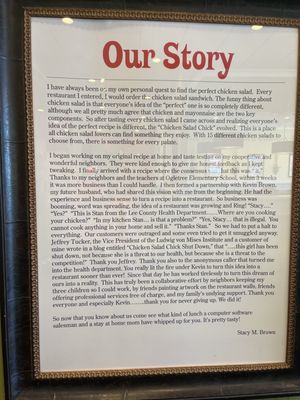 Our Story
I have always been on my own personal quest to find the perfect chicken salad. Every
restaurant I entered, I would order the chicken salad sandwich. The funny thing about
chicken salad is that everyone's idea of the "perfect" one is so completely different,
although we all pretty much agree that chicken and mayonnaise are the two key
components. So after tasting every chicken salad I came across and realizing everyone's
idea of the perfect recipe is different, the "Chicken Salad Chick" evolved. This is a place
all chicken salad lovers can find something they enjoy. With 15 different chicken salads to
choose from, there is something for every palate.
I began working on my original recipe at home and taste tested on my cooperative and
wonderful neighbors. They were kind enough to give me honest feedback as I kept
tweaking. I finally arrived with a recipe where the consensus was that this was "it."
Thanks to my neighbors and the teachers at Ogletree Elementary School, within 3 weeks
it was more business than I could handle. I then formed a partnership with Kevin Brown,
my future husband, who had shared this vision with me from the beginning. He had the
experience and business sense to turn a recipe into a restaurant. So business was
booming, word was spreading, the idea of a restaurant was growing and Ring! "Stacy....."
"Yes?" "This is Stan from the Lee County Health Department..........Where are you cooking
your chicken?" "In my kitchen Stan... is that a problem?" "Yes, Stacy... that is illegal. You
cannot cook anything in your home and sell it." "Thanks Stan." So we had to put a halt to
everything. Our customers were outraged and some even tried to get it smuggled anyway.
Jeffrey Tucker, the Vice President of the Ludwig von Mises Institute and a customer of
mine wrote in a blog entitled "Chicken Salad Chick Shut Down," that ".....this girl has been
shut down, not because she is a threat to our health, but because she is a threat to the
competition!" Thank you Jeffrey. Thank you also to the anonymous caller that turned me
into the health department. You really lit the fire under Kevin to turn this idea into a
restaurant sooner than ever! Since that day he has worked tirelessly to turn this dream of
ours into a reality. This has truly been a collaborative effort by neighbors keeping my
three children so I could work, by friends painting artwork on the restaurant walls, friends
offering professional services free of charge, and my family's undying support. Thank you
everyone and especially Kevin.........thank you for never giving up. We did it!
So now that you know about us come see what kind of lunch a computer software
salesman and a stay at home mom have whipped up for you. It's pretty tasty!
Stacy M. Brown